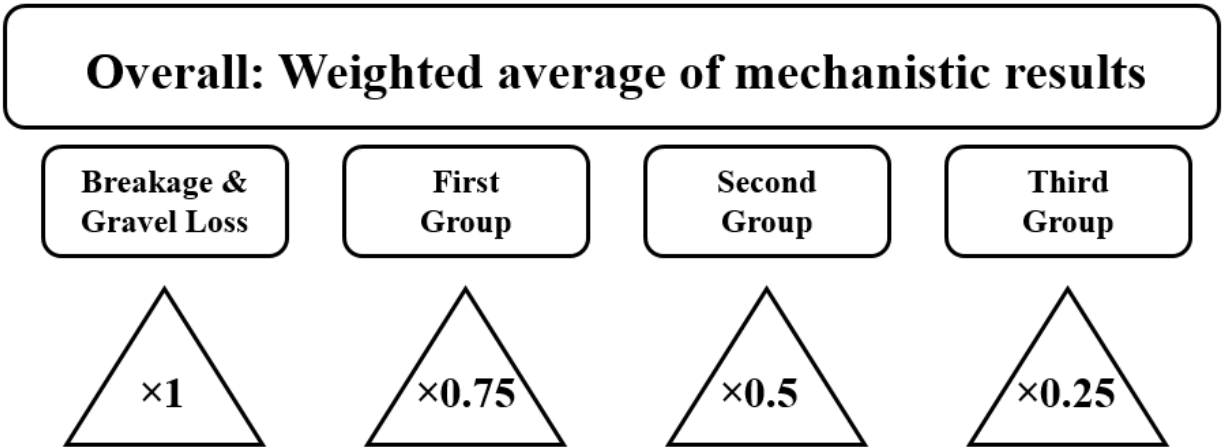 Overall: Weighted average of mechanistic results
Breakage &
Gravel Loss
First
Group
Second
Group
Third
Group
×1
×0.75
×0.5
×0.25